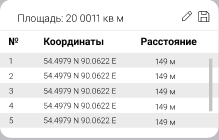 Площадь: 20 0011 кв м
№ Координаты Расстояние
1 54.4979 N 90.0622 E 149 м
2 54.4979 N 90.0622 E 149 м
3 54.4979 N 90.0622 E 149 м
4 54.4979 N 90.0622 E 149 м
5 54.4979 N 90.0622 E 149 м